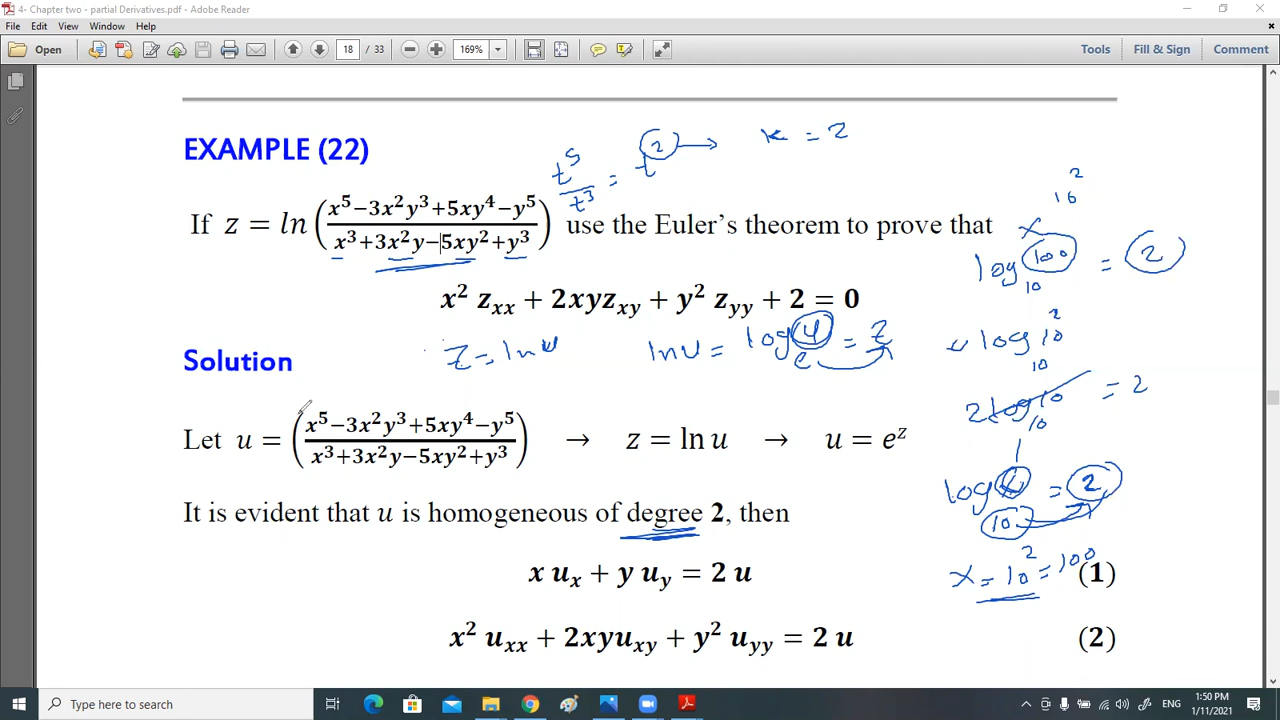 4- Chapter two - partial Derivatives.pdf - Adobe Reader
File Edit View Window Help
Open 18 / 33 169% Tools Fill & Sign Comment
EXAMPLE (22)
t⁵/t³ = t² → k = 2
If z = ln((x⁵−3x²y³+5xy⁴−y⁵)/(x³+3x²y−5xy²+y³)) use the Euler’s theorem to prove that
x² z_xx + 2xyz_xy + y² z_yy + 2 = 0
log₁₀ 100 = 2
Solution
z = ln u
ln u = log_e u = z
log₁₀ 10²
2 log₁₀ 10 = 2
Let u = ((x⁵−3x²y³+5xy⁴−y⁵)/(x³+3x²y−5xy²+y³)) → z = ln u → u = e^z
It is evident that u is homogeneous of degree 2, then
x = 10² = 100
x u_x + y u_y = 2 u (1)
x² u_xx + 2xyu_xy + y² u_yy = 2 u (2)
Type here to search
1:50 PM
1/11/2021